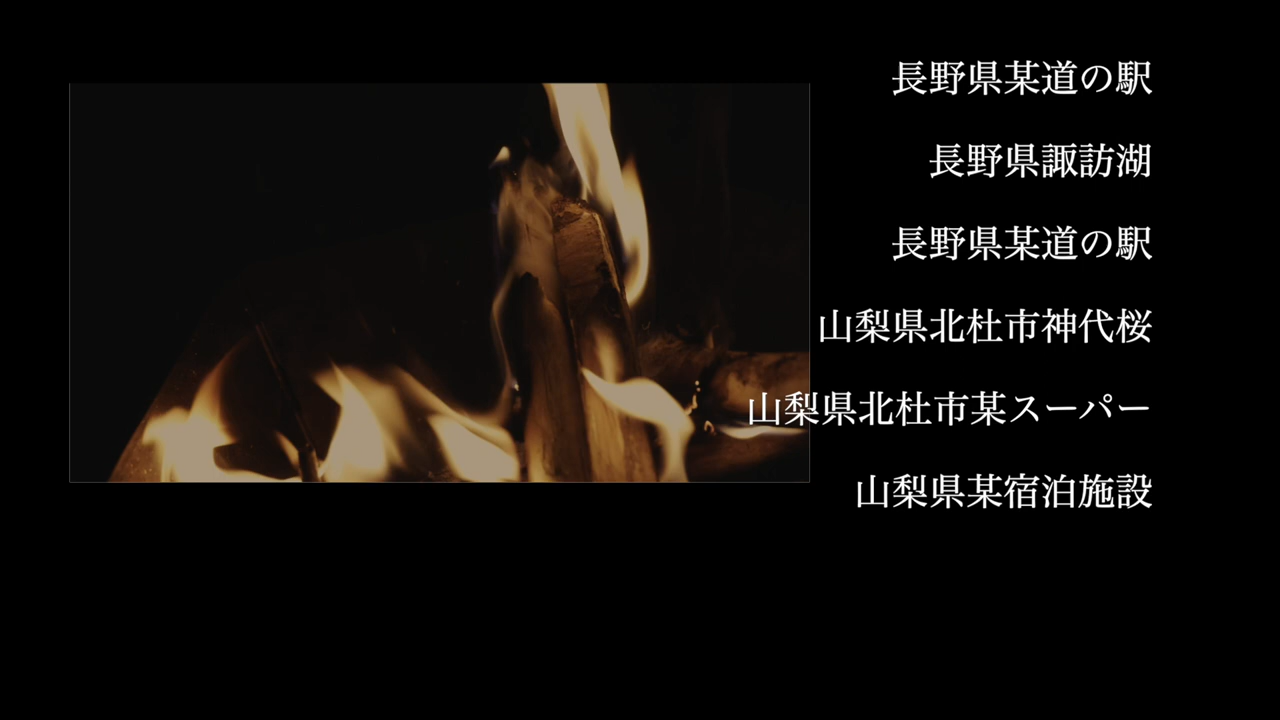 長野県某道の駅
長野県諏訪湖
長野県某道の駅
山梨県北杜市神代桜
山梨県北杜市某スーパー
山梨県某宿泊施設